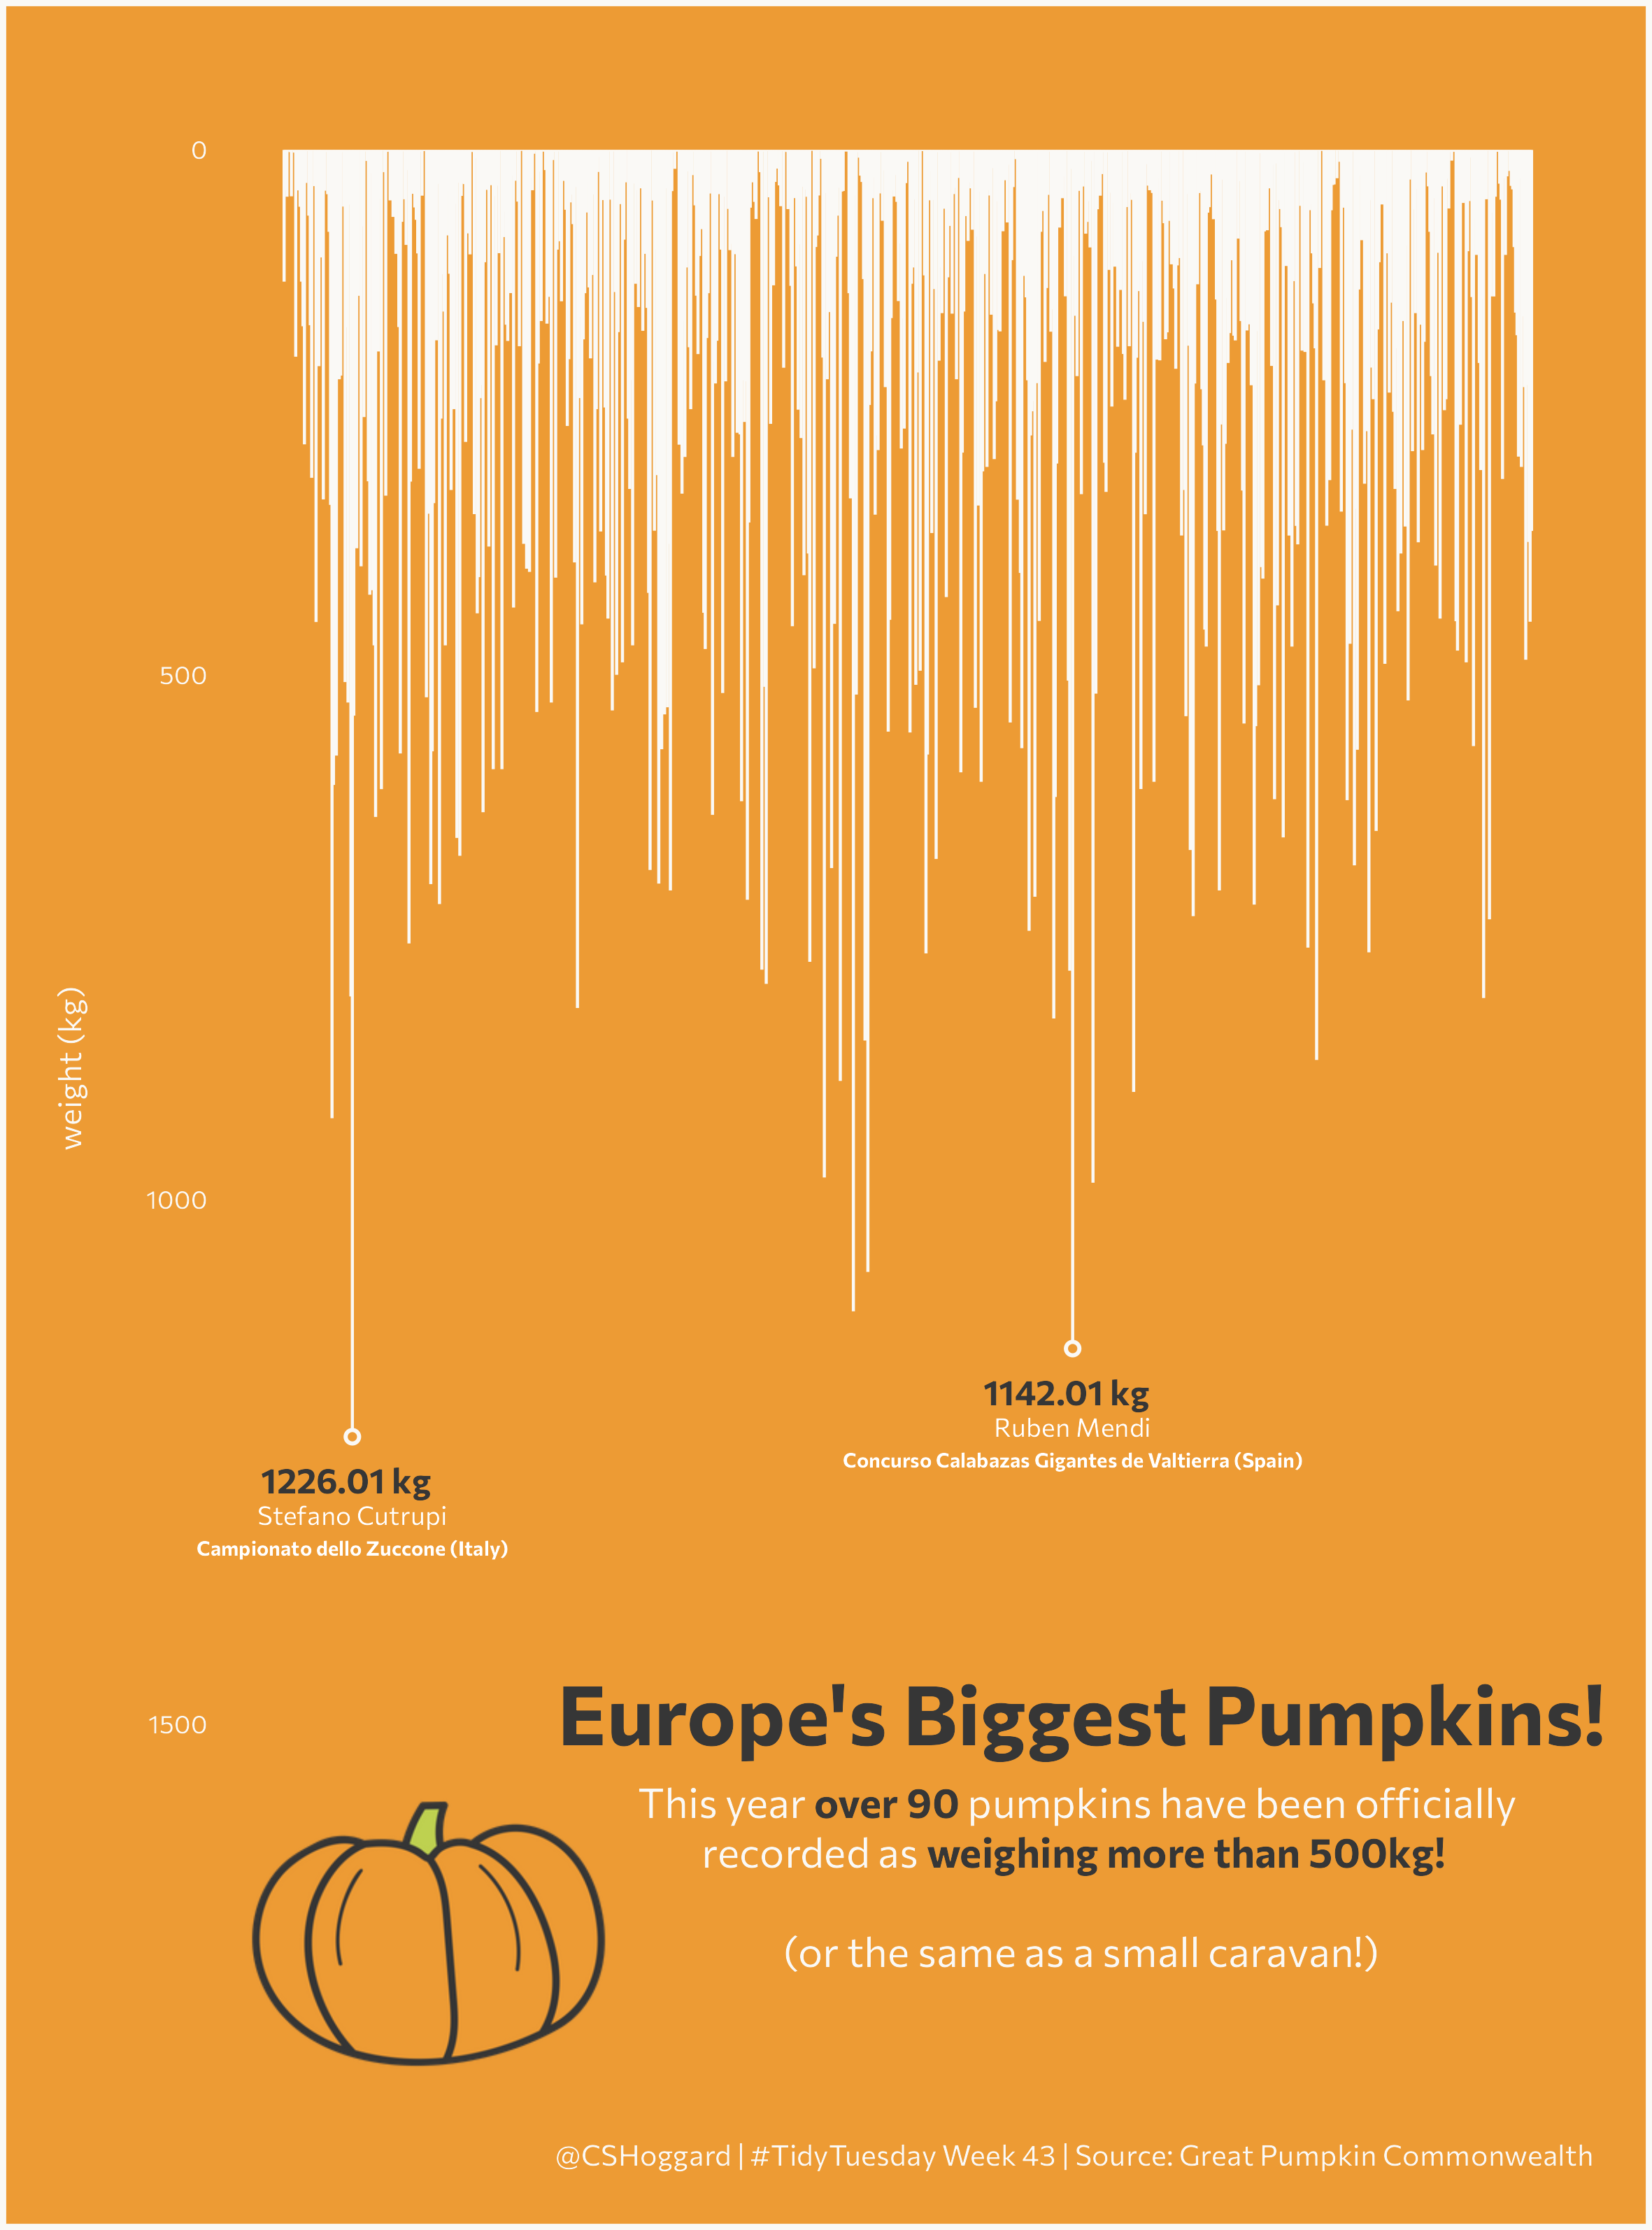 0
500
weight (kg)
1000
1142.01 kg
Ruben Mendi
Concurso Calabazas Gigantes de Valtierra (Spain)
1226.01 kg
Stefano Cutrupi
Campionato dello Zuccone (Italy)
1500
Europe's Biggest Pumpkins!
This year over 90 pumpkins have been officially
recorded as weighing more than 500kg!
(or the same as a small caravan!)
@CSHoggard | #TidyTuesday Week 43 | Source: Great Pumpkin Commonwealth